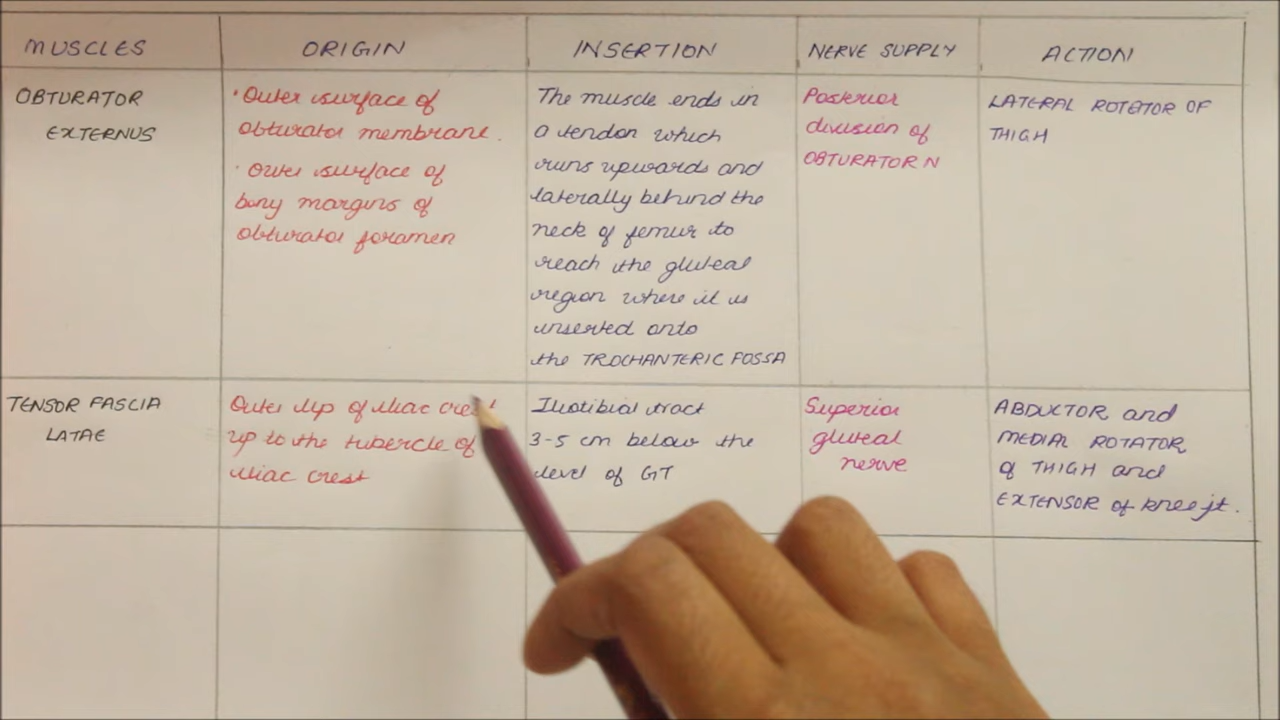 MUSCLES ORIGIN INSERTION NERVE SUPPLY ACTION
OBTURATOR
EXTERNUS
• Outer surface of
obturator membrane.
• Outer surface of
bony margins of
obturator foramen
The muscle ends in
a tendon which
runs upwards and
laterally behind the
neck of femur to
reach the gluteal
region where it is
inserted onto
the TROCHANTERIC FOSSA
Posterior
division of
OBTURATOR N
LATERAL ROTATOR OF
THIGH
TENSOR FASCIA
LATAE
Outer lip of iliac crest
up to the tubercle of
iliac crest
Iliotibial tract
3-5 cm below the
level of GT
Superior
gluteal
nerve
ABDUCTOR and
MEDIAL ROTATOR
of THIGH and
EXTENSOR of knee jt.